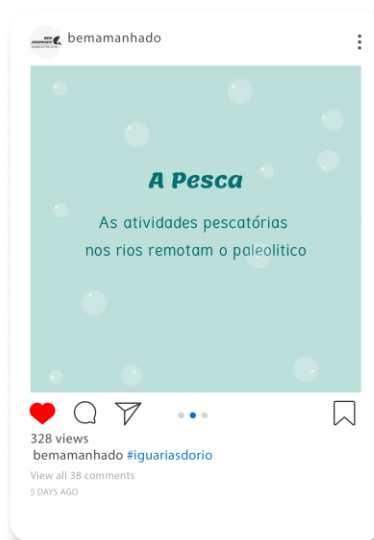 bemamanhado
A Pesca
As atividades pescatórias
nos rios remotam o paleolitico
328 views
bemamanhado #iguariasdorio
View all 38 comments
5 DAYS AGO